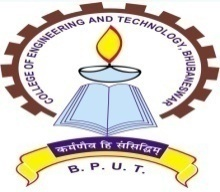 COLLEGE OF ENGINEERING AND TECHNOLOGY, BHUBANESWAR
कर्मणैव हि संसिद्धिम्
B. P. U. T.